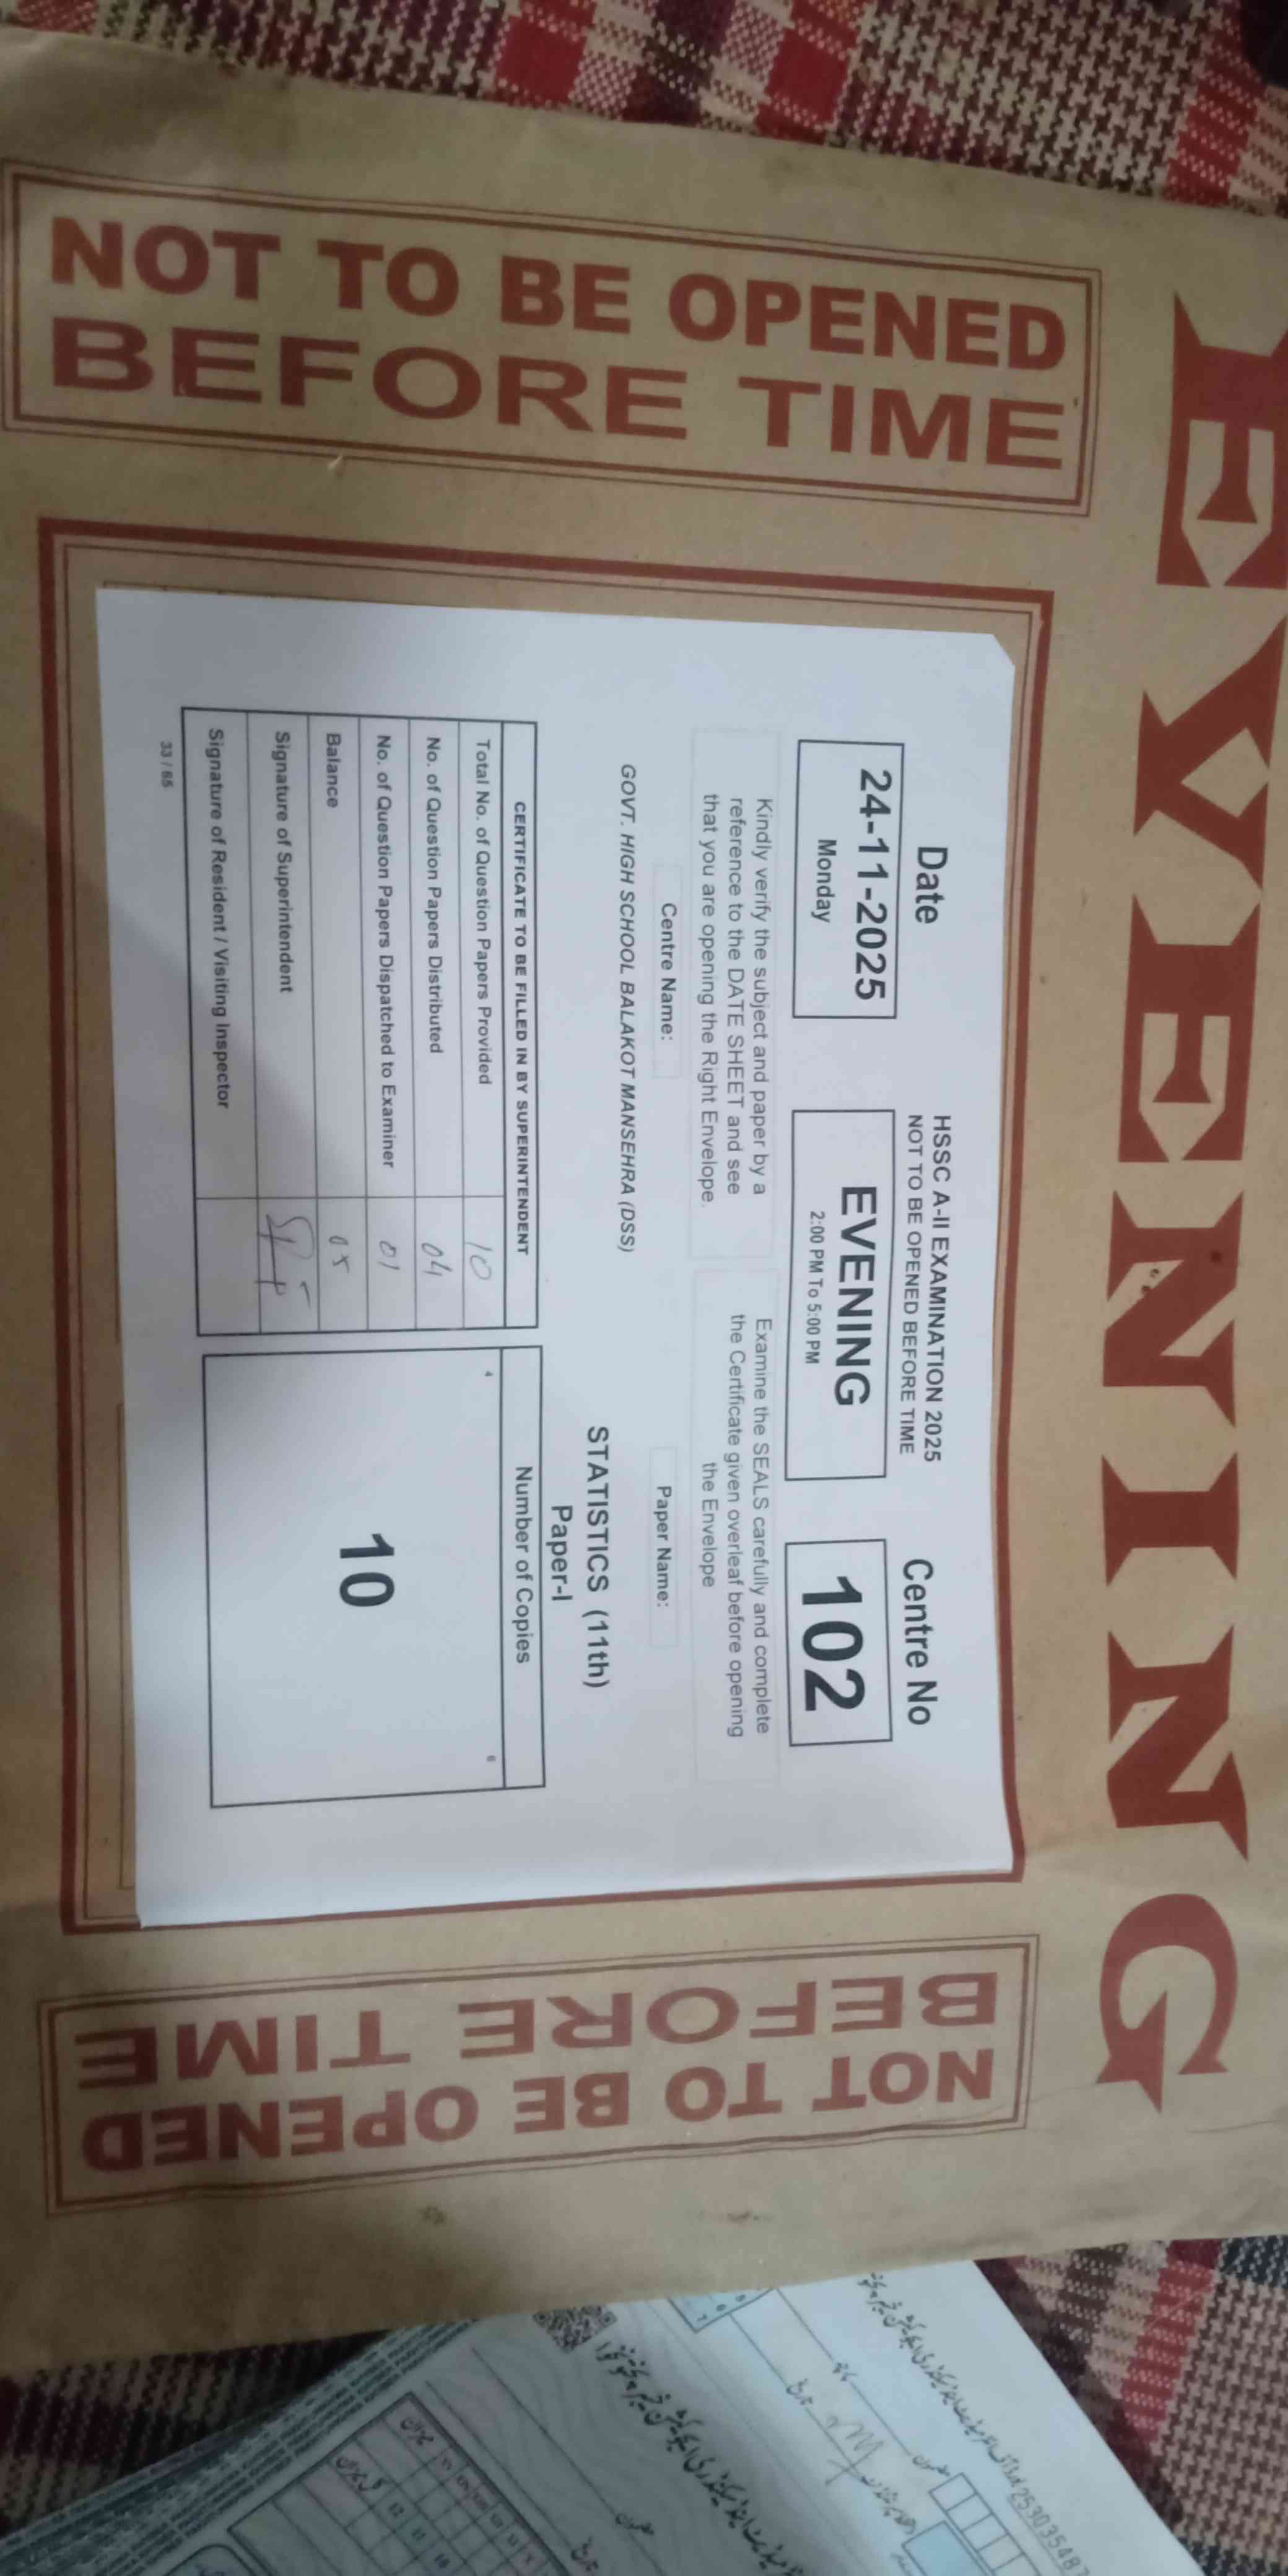 EVENING
NOT TO BE OPENED
BEFORE TIME
HSSC A-II EXAMINATION 2025
NOT TO BE OPENED BEFORE TIME
Date
24-11-2025
Monday
EVENING
2:00 PM To 5:00 PM
Centre No
102
Kindly verify the subject and paper by a
reference to the DATE SHEET and see
that you are opening the Right Envelope.
Examine the SEALS carefully and complete
the Certificate given overleaf before opening
the Envelope
Centre Name:
GOVT. HIGH SCHOOL BALAKOT MANSEHRA (DSS)
Paper Name:
STATISTICS (11th)
Paper-I
CERTIFICATE TO BE FILLED IN BY SUPERINTENDENT
Total No. of Question Papers Provided 10
No. of Question Papers Distributed 04
No. of Question Papers Dispatched to Examiner 01
Balance 05
Signature of Superintendent
Signature of Resident / Visiting Inspector
Number of Copies
10
33 / 65
NOT TO BE OPENED
BEFORE TIME